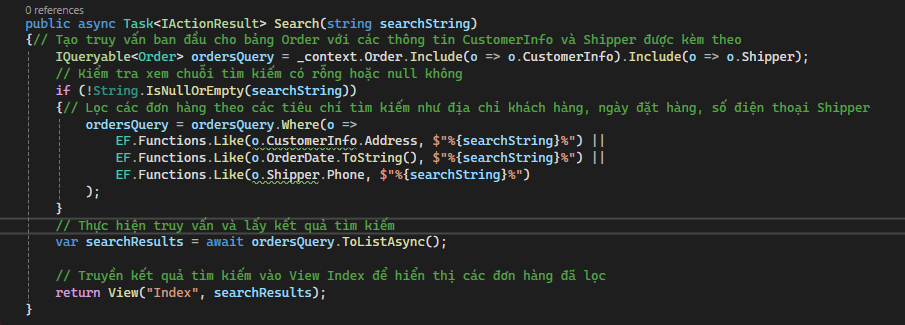 0 references
public async Task<IActionResult> Search(string searchString)
{// Tạo truy vấn ban đầu cho bảng Order với các thông tin CustomerInfo và Shipper được kèm theo
IQueryable<Order> ordersQuery = _context.Order.Include(o => o.CustomerInfo).Include(o => o.Shipper);
// Kiểm tra xem chuỗi tìm kiếm có rỗng hoặc null không
if (!String.IsNullOrEmpty(searchString))
{// Lọc các đơn hàng theo các tiêu chí tìm kiếm như địa chỉ khách hàng, ngày đặt hàng, số điện thoại Shipper
ordersQuery = ordersQuery.Where(o =>
EF.Functions.Like(o.CustomerInfo.Address, $"%{searchString}%") ||
EF.Functions.Like(o.OrderDate.ToString(), $"%{searchString}%") ||
EF.Functions.Like(o.Shipper.Phone, $"%{searchString}%")
);
}
// Thực hiện truy vấn và lấy kết quả tìm kiếm
var searchResults = await ordersQuery.ToListAsync();
// Truyền kết quả tìm kiếm vào View Index để hiển thị các đơn hàng đã lọc
return View("Index", searchResults);
}